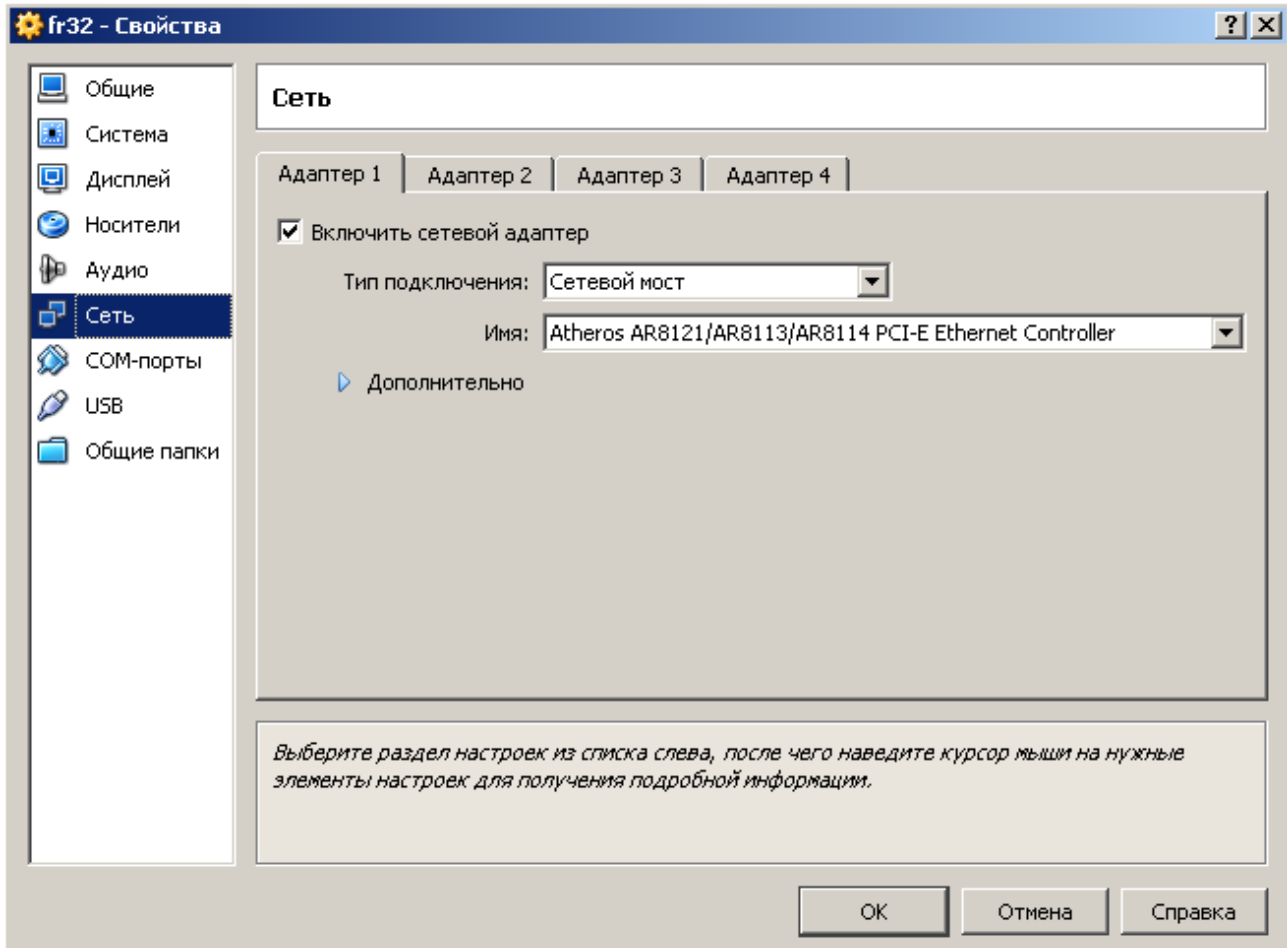 fr32 - Свойства
Общие
Система
Дисплей
Носители
Аудио
Сеть
COM-порты
USB
Общие папки
Сеть
Адаптер 1
Адаптер 2
Адаптер 3
Адаптер 4
Включить сетевой адаптер
Тип подключения: Сетевой мост
Имя: Atheros AR8121/AR8113/AR8114 PCI-E Ethernet Controller
Дополнительно
Выберите раздел настроек из списка слева, после чего наведите курсор мыши на нужные
элементы настроек для получения подробной информации.
OK
Отмена
Справка